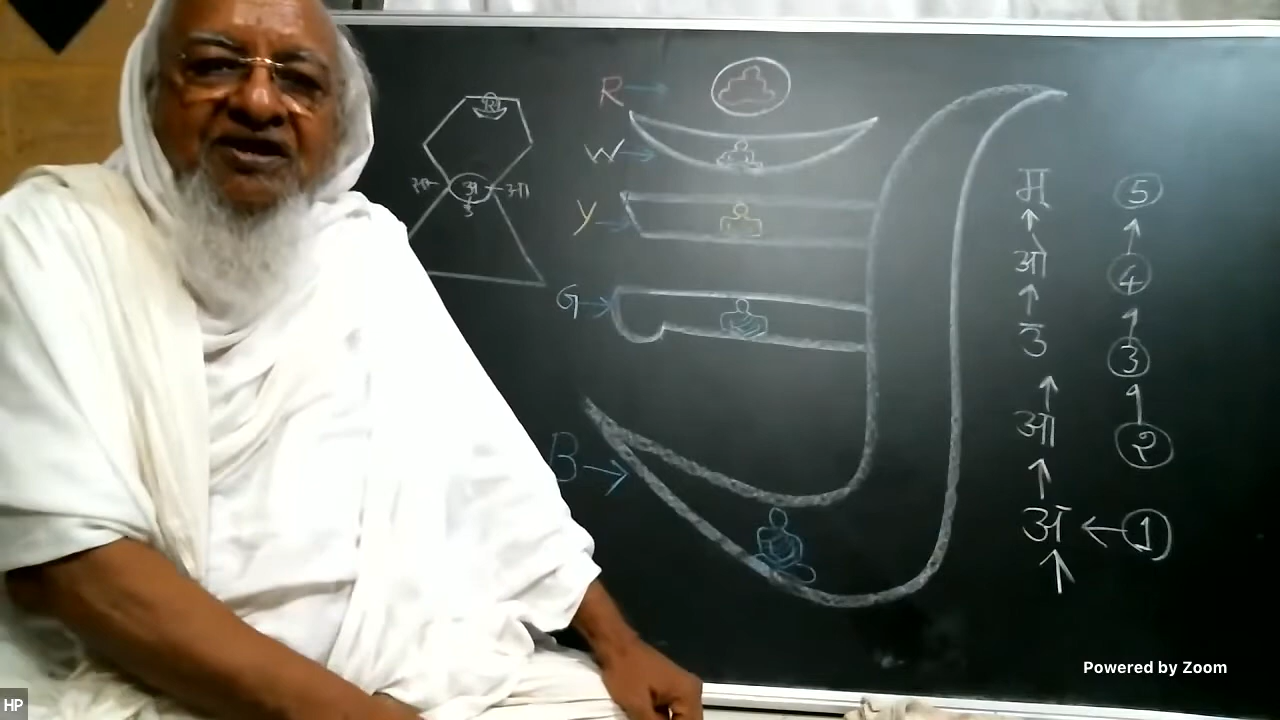 R →
W →
Y →
G →
B →
अ
म्
↑
ओ
↑
उ
↑
आ
↑
अ
↑
5
↑
4
↑
3
↑
२
← 1
Powered by Zoom
HP